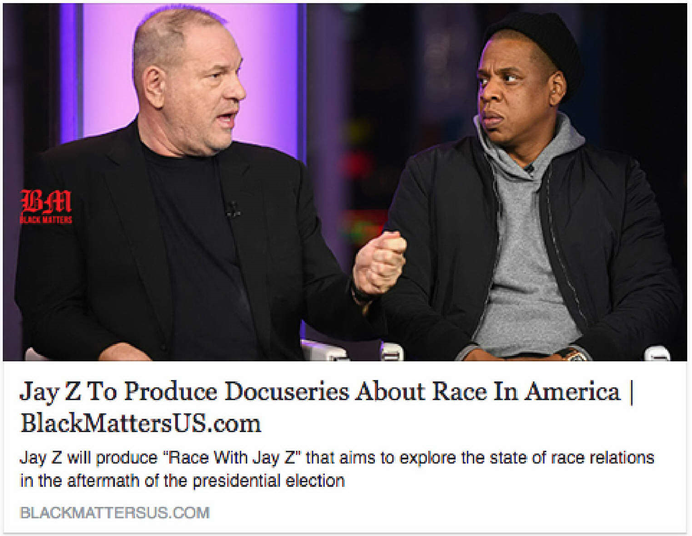 BM
BLACK MATTERS
Jay Z To Produce Docuseries About Race In America |
BlackMattersUS.com
Jay Z will produce “Race With Jay Z” that aims to explore the state of race relations
in the aftermath of the presidential election
BLACKMATTERSUS.COM